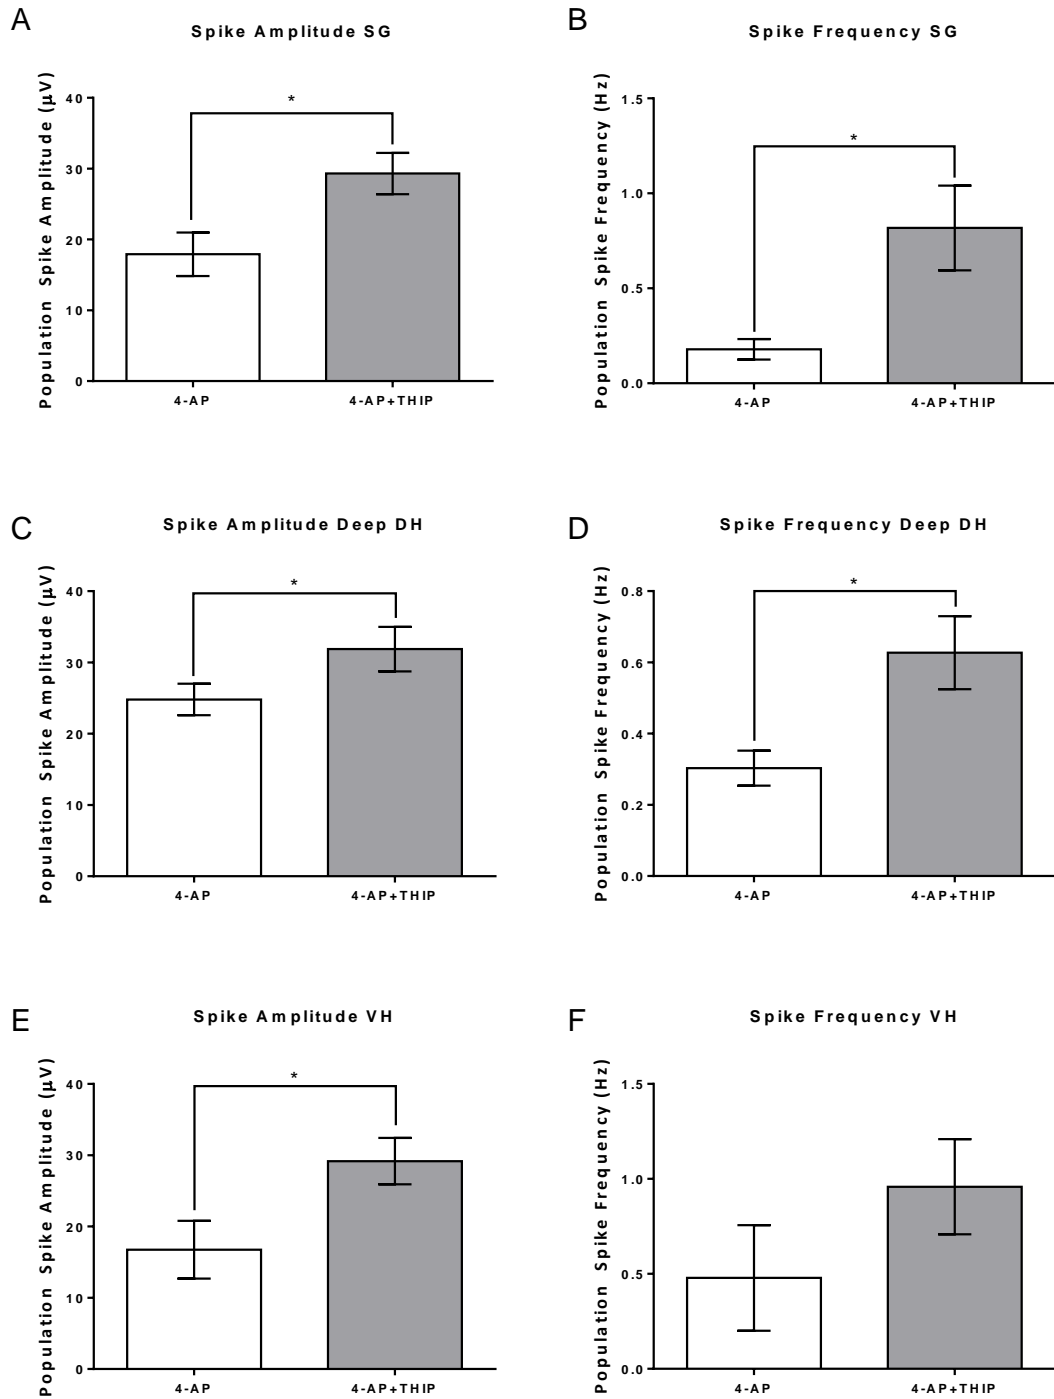 A
Spike Amplitude SG
Population Spike Amplitude (µV)
40
30
20
10
0
*
4-AP
4-AP+THIP
B
Spike Frequency SG
Population Spike Frequency (Hz)
1.5
1.0
0.5
0.0
*
4-AP
4-AP+THIP
C
Spike Amplitude Deep DH
Population Spike Amplitude (µV)
40
30
20
10
0
*
4-AP
4-AP+THIP
D
Spike Frequency Deep DH
Population Spike Frequency (Hz)
0.8
0.6
0.4
0.2
0.0
*
4-AP
4-AP+THIP
E
Spike Amplitude VH
Population Spike Amplitude (µV)
40
30
20
10
0
*
4-AP
4-AP+THIP
F
Spike Frequency VH
Population Spike Frequency (Hz)
1.5
1.0
0.5
0.0
4-AP
4-AP+THIP